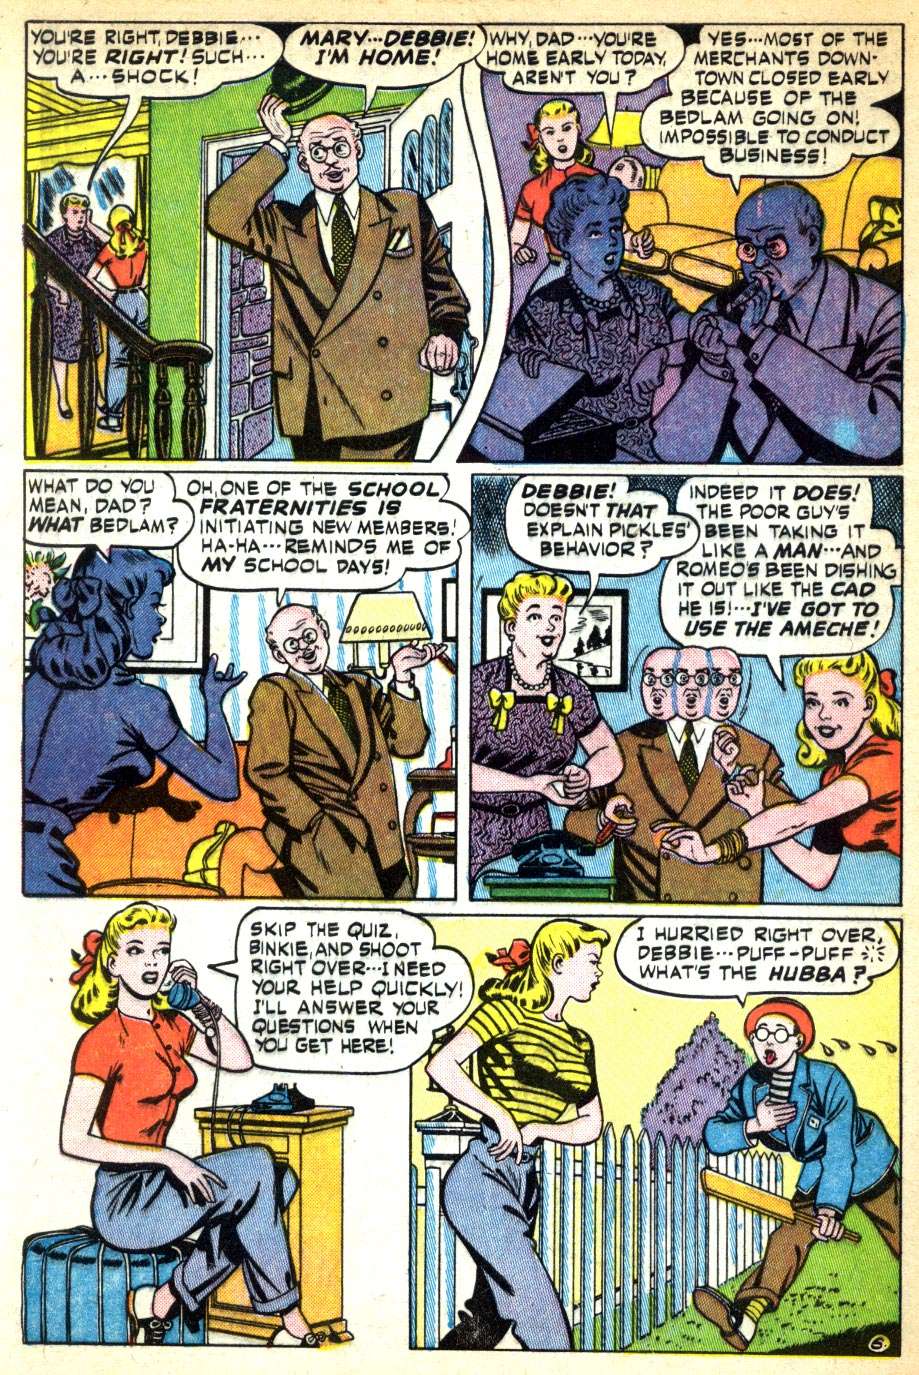 YOU'RE RIGHT, DEBBIE...
YOU'RE RIGHT! SUCH...
A...SHOCK!
MARY...DEBBIE!
I'M HOME!
WHY, DAD...YOU'RE
HOME EARLY TODAY,
AREN'T YOU?
YES...MOST OF THE
MERCHANTS DOWN-
TOWN CLOSED EARLY
BECAUSE OF THE
BEDLAM GOING ON!
IMPOSSIBLE TO CONDUCT
BUSINESS!
WHAT DO YOU
MEAN, DAD?
WHAT BEDLAM?
OH, ONE OF THE SCHOOL
FRATERNITIES IS
INITIATING NEW MEMBERS!
HA-HA...REMINDS ME OF
MY SCHOOL DAYS!
DEBBIE!
DOESN'T THAT
EXPLAIN PICKLES'
BEHAVIOR?
INDEED IT DOES!
THE POOR GUY'S
BEEN TAKING IT
LIKE A MAN...AND
ROMEO'S BEEN DISHING
IT OUT LIKE THE CAD
HE IS!...I'VE GOT TO
USE THE AMECHE!
SKIP THE QUIZ,
BINKIE, AND SHOOT
RIGHT OVER...I NEED
YOUR HELP QUICKLY!
I'LL ANSWER YOUR
QUESTIONS WHEN
YOU GET HERE!
I HURRIED RIGHT OVER,
DEBBIE...PUFF-PUFF
WHAT'S THE HUBBA?
6.